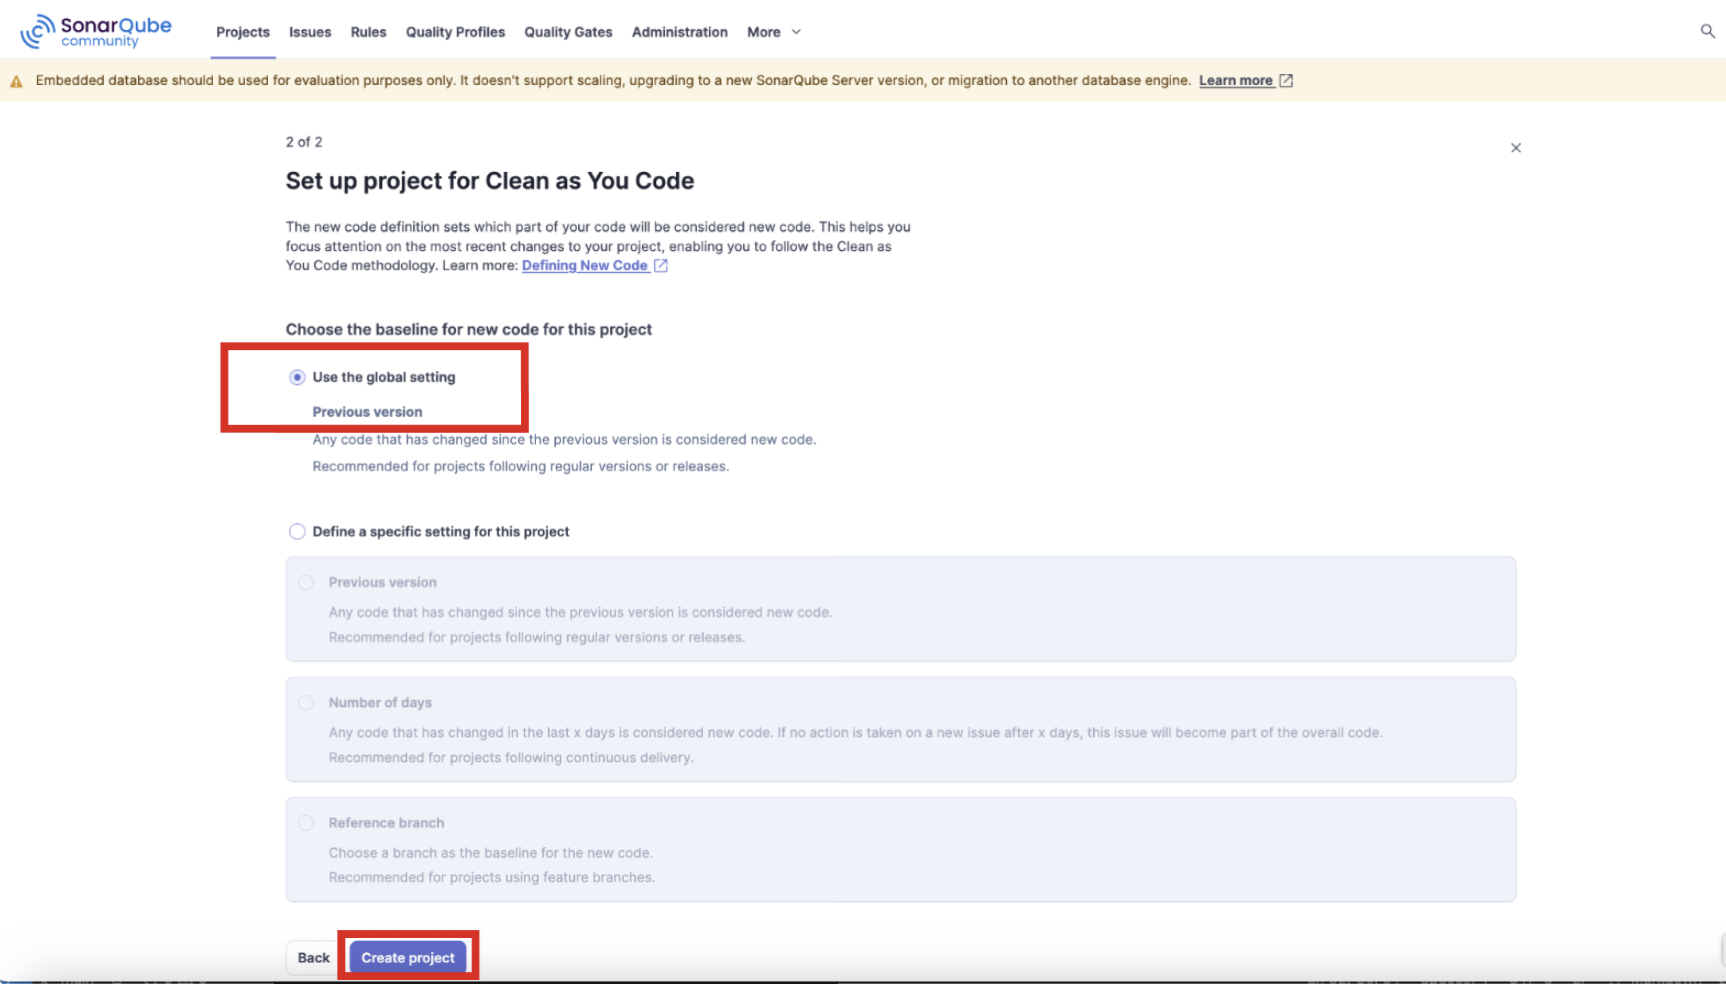 SonarQube
community
Projects Issues Rules Quality Profiles Quality Gates Administration More
Embedded database should be used for evaluation purposes only. It doesn't support scaling, upgrading to a new SonarQube Server version, or migration to another database engine. Learn more
2 of 2
Set up project for Clean as You Code
The new code definition sets which part of your code will be considered new code. This helps you
focus attention on the most recent changes to your project, enabling you to follow the Clean as
You Code methodology. Learn more: Defining New Code
Choose the baseline for new code for this project
Use the global setting
Previous version
Any code that has changed since the previous version is considered new code.
Recommended for projects following regular versions or releases.
Define a specific setting for this project
Previous version
Any code that has changed since the previous version is considered new code.
Recommended for projects following regular versions or releases.
Number of days
Any code that has changed in the last x days is considered new code. If no action is taken on a new issue after x days, this issue will become part of the overall code.
Recommended for projects following continuous delivery.
Reference branch
Choose a branch as the baseline for the new code.
Recommended for projects using feature branches.
Back Create project